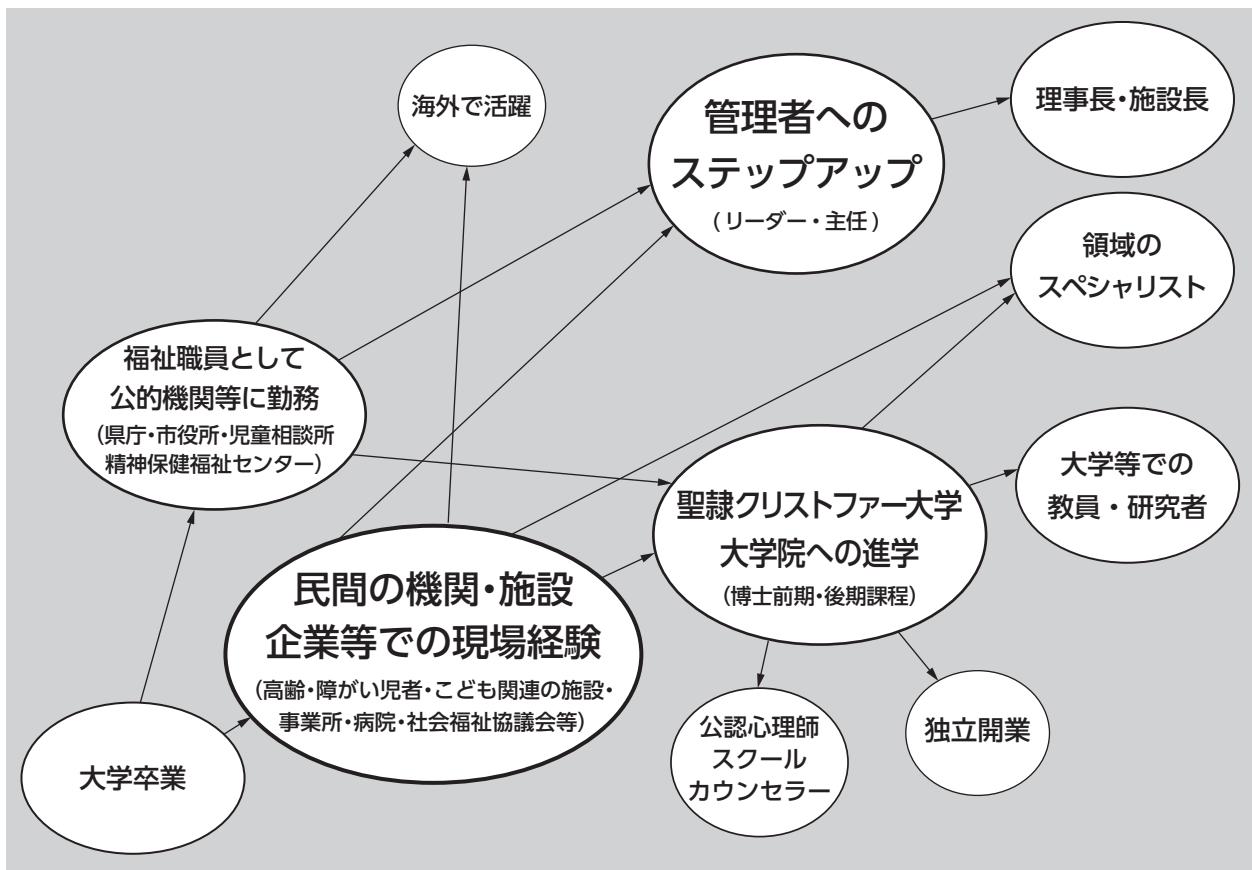 海外で活躍
管理者への
ステップアップ
(リーダー・主任)
理事長・施設長
領域の
スペシャリスト
福祉職員として
公的機関等に勤務
(県庁・市役所・児童相談所
精神保健福祉センター)
聖隷クリストファー大学
大学院への進学
(博士前期・後期課程)
大学等での
教員・研究者
民間の機関・施設
企業等での現場経験
(高齢・障がい児者・こども関連の施設・
事業所・病院・社会福祉協議会等)
大学卒業
公認心理師
スクール
カウンセラー
独立開業